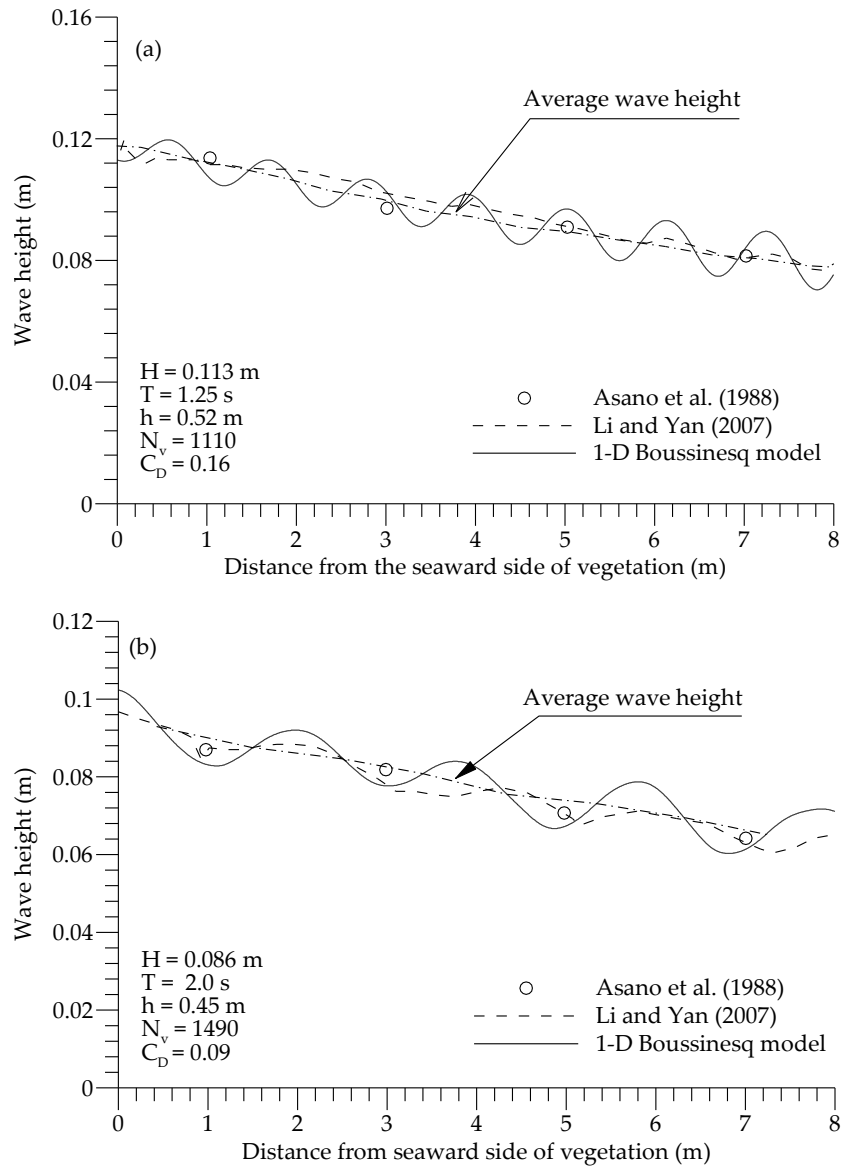 0.16
(a)
Average wave height
0.12
0.08
Wave height (m)
H = 0.113 m
T = 1.25 s
h = 0.52 m
N_v = 1110
C_D = 0.16
0.04
Asano et al. (1988)
Li and Yan (2007)
1-D Boussinesq model
0
0 1 2 3 4 5 6 7 8
Distance from the seaward side of vegetation (m)
0.12
(b)
Average wave height
0.1
0.08
Wave height (m)
0.06
0.04
H = 0.086 m
T = 2.0 s
h = 0.45 m
N_v = 1490
C_D = 0.09
Asano et al. (1988)
Li and Yan (2007)
1-D Boussinesq model
0.02
0
0 1 2 3 4 5 6 7 8
Distance from seaward side of vegetation (m)